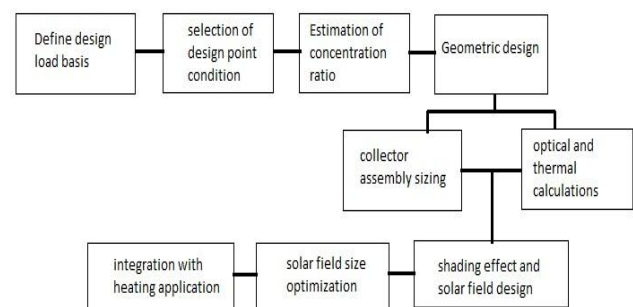 Define design
load basis
selection of
design point
condition
Estimation of
concentration
ratio
Geometric design
collector
assembly sizing
optical and
thermal
calculations
integration with
heating application
solar field size
optimization
shading effect and
solar field design